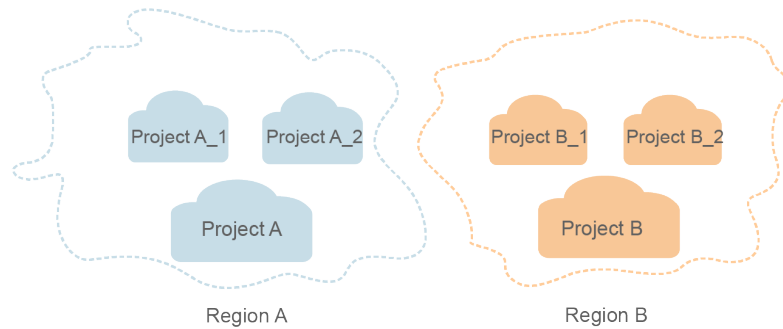 Project A_1
Project A_2
Project A
Region A
Project B_1
Project B_2
Project B
Region B